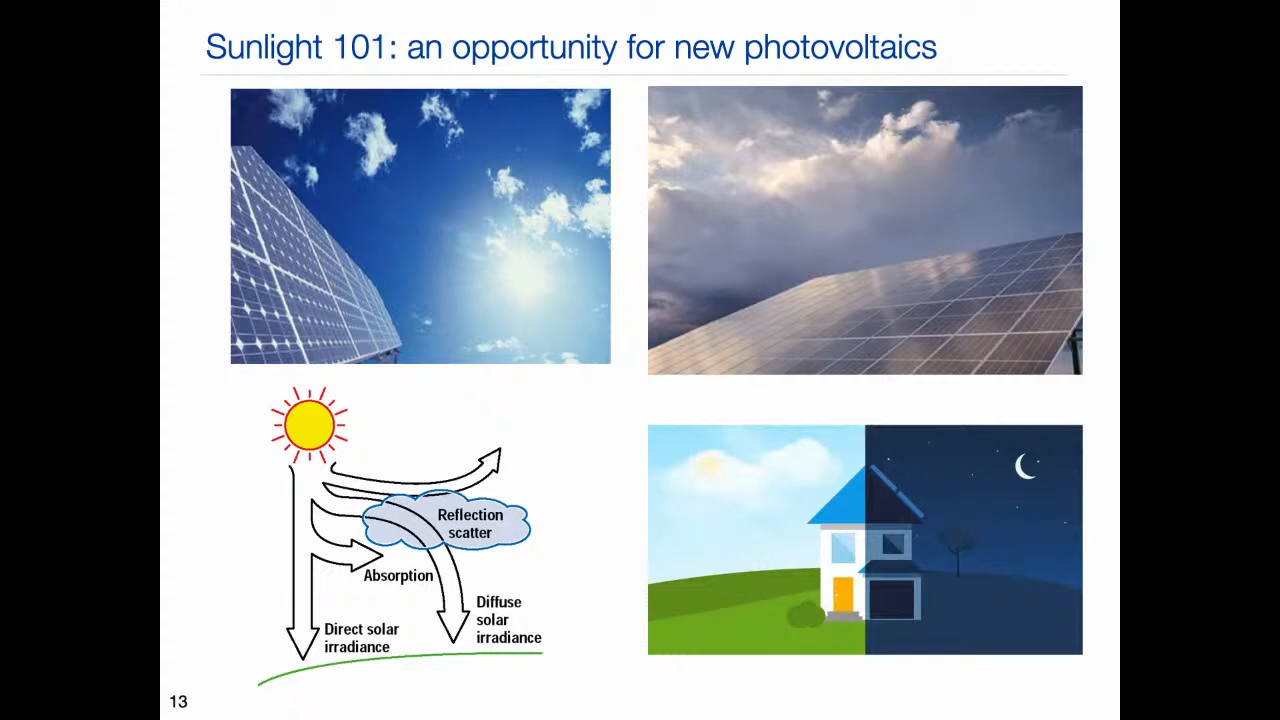 Sunlight 101: an opportunity for new photovoltaics
Reflection
scatter
Absorption
Diffuse
solar
irradiance
Direct solar
irradiance
13